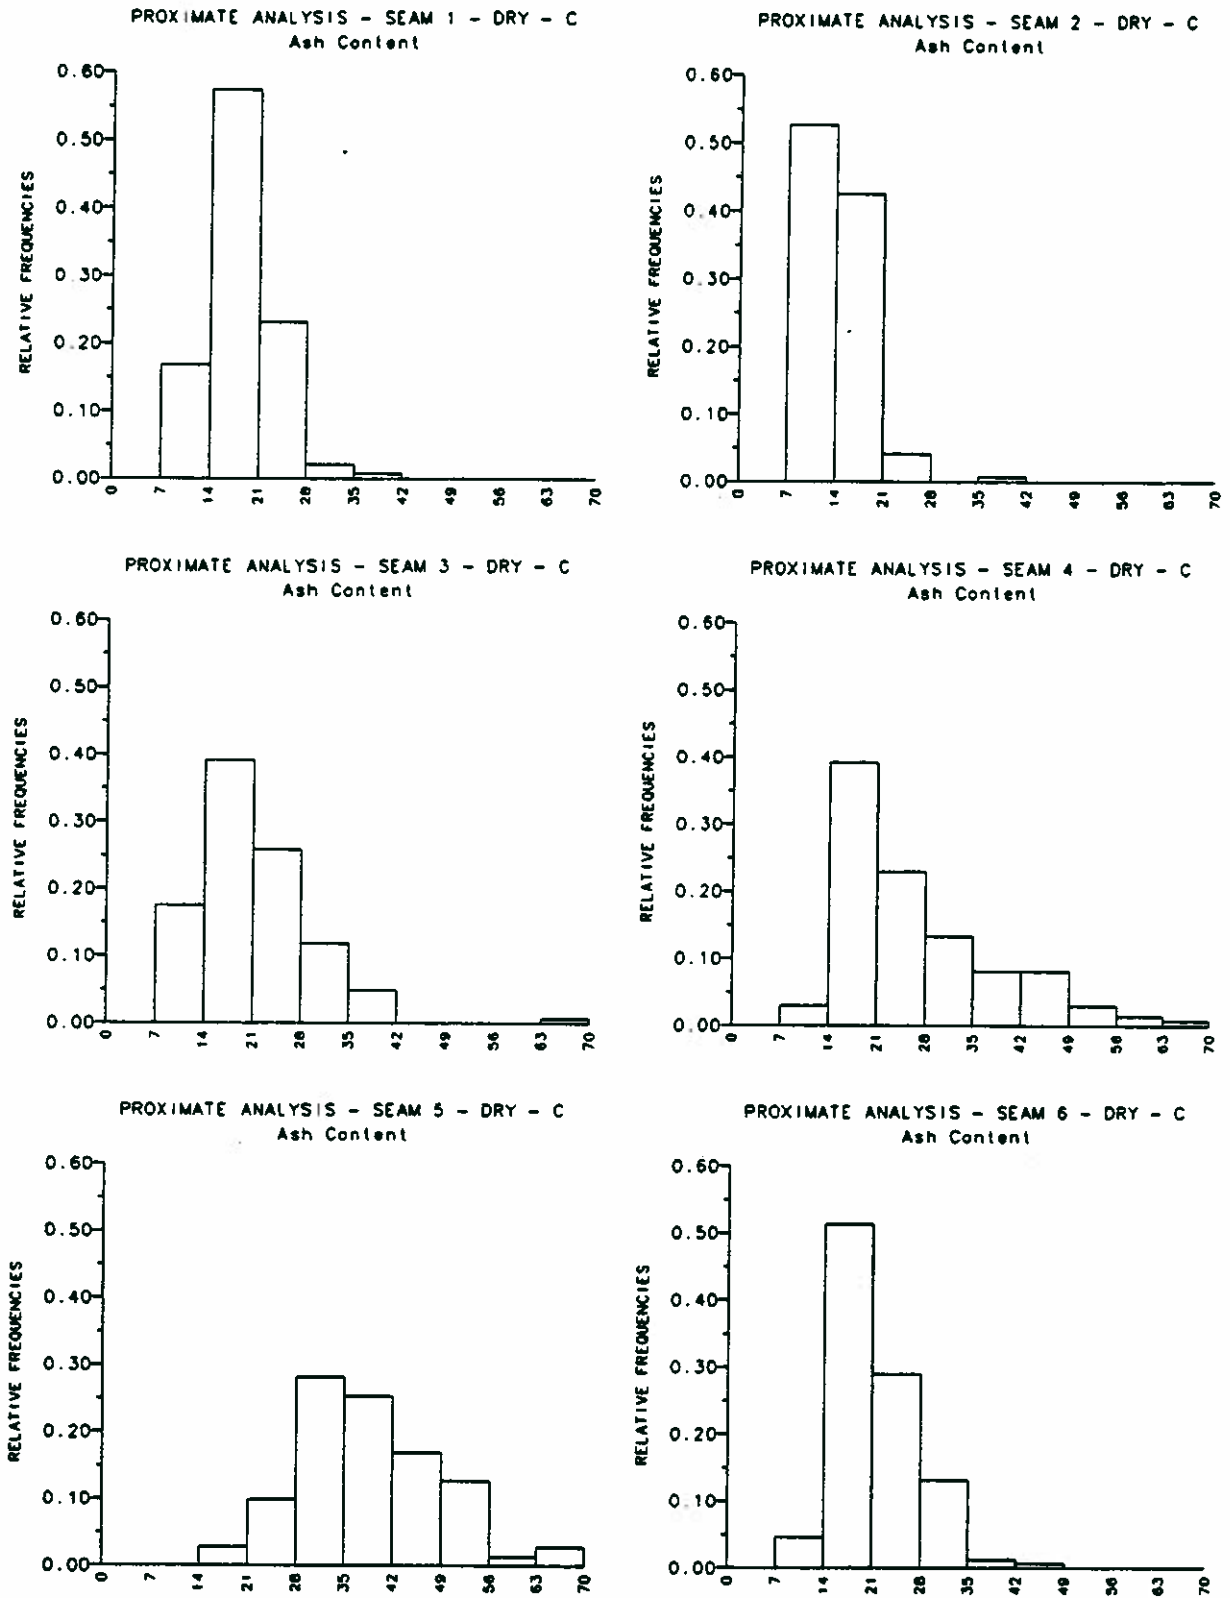 PROXIMATE ANALYSIS - SEAM 1 - DRY - C
Ash Content
0.60
0.50
0.40
0.30
0.20
0.10
0.00
RELATIVE FREQUENCIES
0 7 14 21 28 35 42 49 56 63 70
PROXIMATE ANALYSIS - SEAM 2 - DRY - C
Ash Content
0.60
0.50
0.40
0.30
0.20
0.10
0.00
RELATIVE FREQUENCIES
0 7 14 21 28 35 42 49 56 63 70
PROXIMATE ANALYSIS - SEAM 3 - DRY - C
Ash Content
0.60
0.50
0.40
0.30
0.20
0.10
0.00
RELATIVE FREQUENCIES
0 7 14 21 28 35 42 49 56 63 70
PROXIMATE ANALYSIS - SEAM 4 - DRY - C
Ash Content
0.60
0.50
0.40
0.30
0.20
0.10
0.00
RELATIVE FREQUENCIES
0 7 14 21 28 35 42 49 56 63 70
PROXIMATE ANALYSIS - SEAM 5 - DRY - C
Ash Content
0.60
0.50
0.40
0.30
0.20
0.10
0.00
RELATIVE FREQUENCIES
0 7 14 21 28 35 42 49 56 63 70
PROXIMATE ANALYSIS - SEAM 6 - DRY - C
Ash Content
0.60
0.50
0.40
0.30
0.20
0.10
0.00
RELATIVE FREQUENCIES
0 7 14 21 28 35 42 49 56 63 70